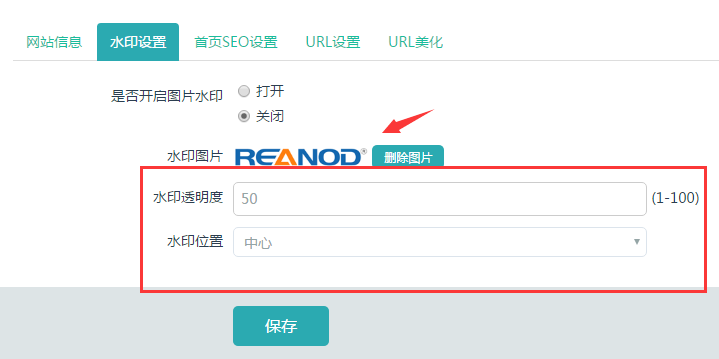 网站信息 水印设置 首页SEO设置 URL设置 URL美化
是否开启图片水印 打开
关闭
水印图片 REANOD® 删除图片
水印透明度 50 (1-100)
水印位置 中心
保存